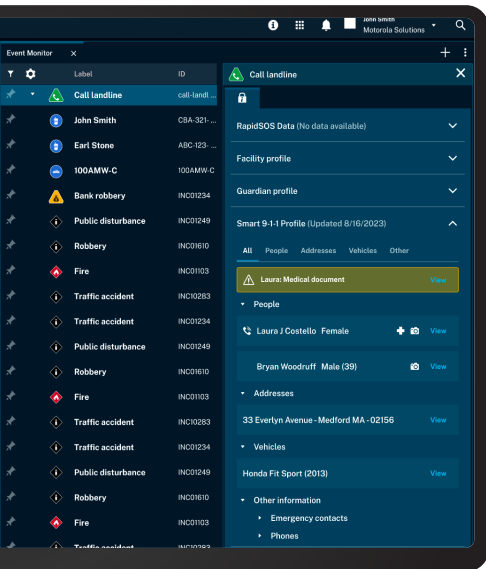 John Smith
Motorola Solutions
Event Monitor
Label ID
Call landline call-landl ...
John Smith CBA-321- ...
Earl Stone ABC-123- ...
100AMW-C 100AMW-C
Bank robbery INC01234
Public disturbance INC01249
Robbery INC01610
Fire INC01103
Traffic accident INC10283
Traffic accident INC01234
Public disturbance INC01249
Robbery INC01610
Fire INC01103
Traffic accident INC10283
Traffic accident INC01234
Public disturbance INC01249
Robbery INC01610
Fire INC01103
Traffic accident INC10283
Call landline
RapidSOS Data (No data available)
Facility profile
Guardian profile
Smart 9-1-1 Profile (Updated 8/16/2023)
All People Addresses Vehicles Other
Laura: Medical document View
People
Laura J Costello Female View
Bryan Woodruff Male (39) View
Addresses
33 Everlyn Avenue - Medford MA - 02156 View
Vehicles
Honda Fit Sport (2013) View
Other information
Emergency contacts
Phones